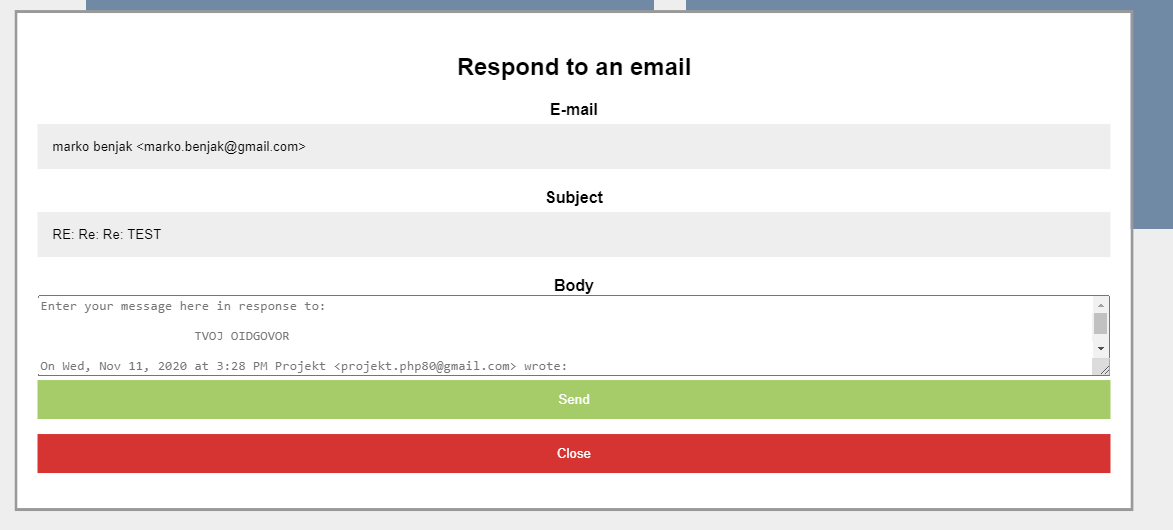 Respond to an email
E-mail
marko benjak <marko.benjak@gmail.com>
Subject
RE: Re: Re: TEST
Body
Enter your message here in response to:
TVOJ OIDGOVOR
On Wed, Nov 11, 2020 at 3:28 PM Projekt <projekt.php80@gmail.com> wrote:
Send
Close